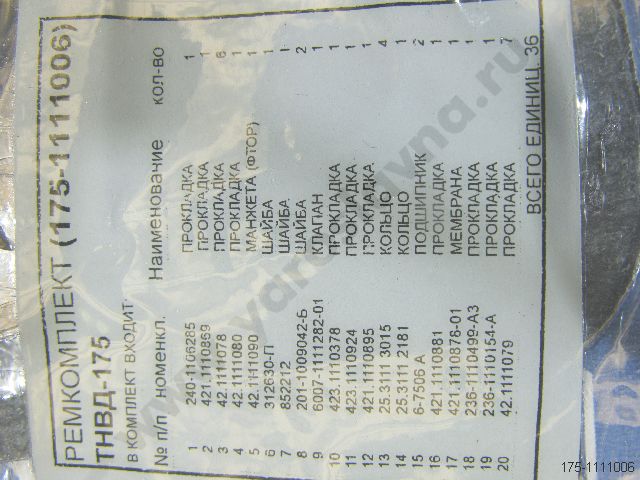 РЕМКОМПЛЕКТ (175-1111006)
ТНВД-175
В КОМПЛЕКТ ВХОДИТ
№ п/п номенкл. Наименование кол-во
1 240-1106285 ПРОКЛАДКА 1
2 421.1110869 ПРОКЛАДКА 1
3 42.1111078 ПРОКЛАДКА 6
4 42.1111080 ПРОКЛАДКА 1
5 42.1111090 МАНЖЕТА (ФТОР) 1
6 312630-П ШАЙБА 1
7 852212 ШАЙБА 1
8 201-1009042-Б ШАЙБА 2
9 6007-1111282-01 КЛАПАН 1
10 423.1110378 ПРОКЛАДКА 1
11 423.1110924 ПРОКЛАДКА 1
12 421.1110895 ПРОКЛАДКА 1
13 25.3111 3015 КОЛЬЦО 4
14 25.3111 2181 КОЛЬЦО 1
15 6-7506 А ПОДШИПНИК 2
16 421.1110881 ПРОКЛАДКА 1
17 421.1110876-01 МЕМБРАНА 1
18 236-1110499-А3 ПРОКЛАДКА 1
19 236-1110154-А ПРОКЛАДКА 1
20 42.1111079 ПРОКЛАДКА 7
ВСЕГО ЕДИНИЦ. 36
175-1111006